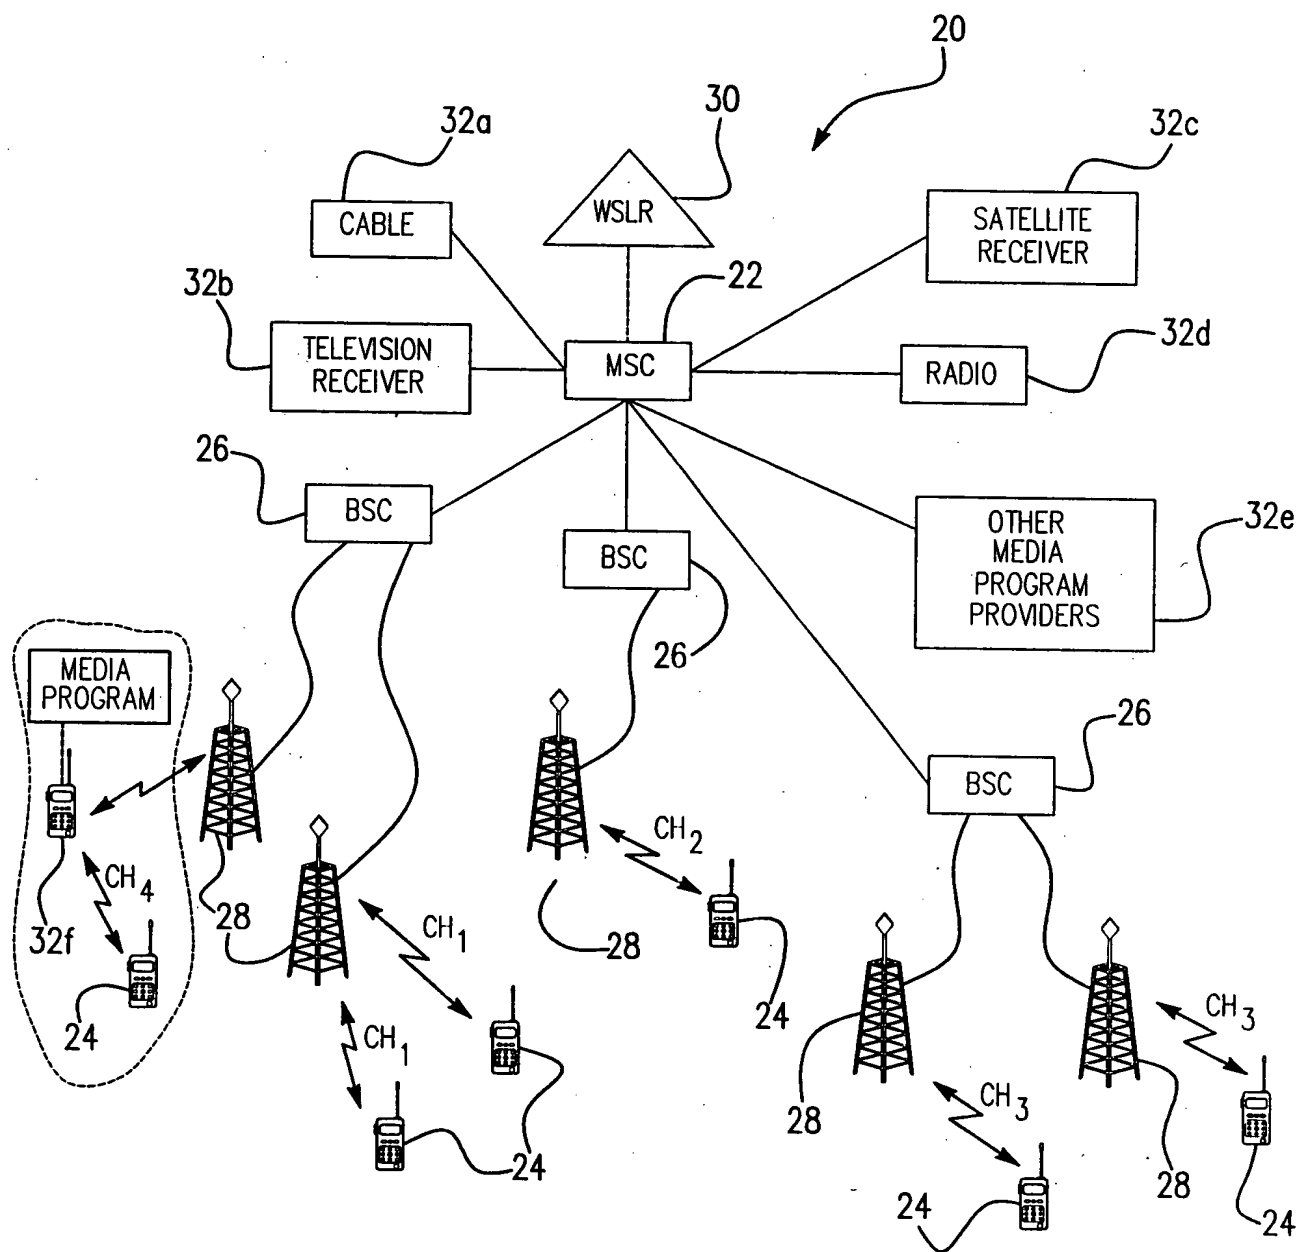 20
30
32a
32c
CABLE
WSLR
SATELLITE
RECEIVER
32b
22
TELEVISION
RECEIVER
MSC
RADIO
32d
26
BSC
BSC
26
OTHER
MEDIA
PROGRAM
PROVIDERS
32e
MEDIA
PROGRAM
26
BSC
CH4
32f
24
28
CH1
CH1
24
CH2
28
24
28
CH3
24
CH3
28
24